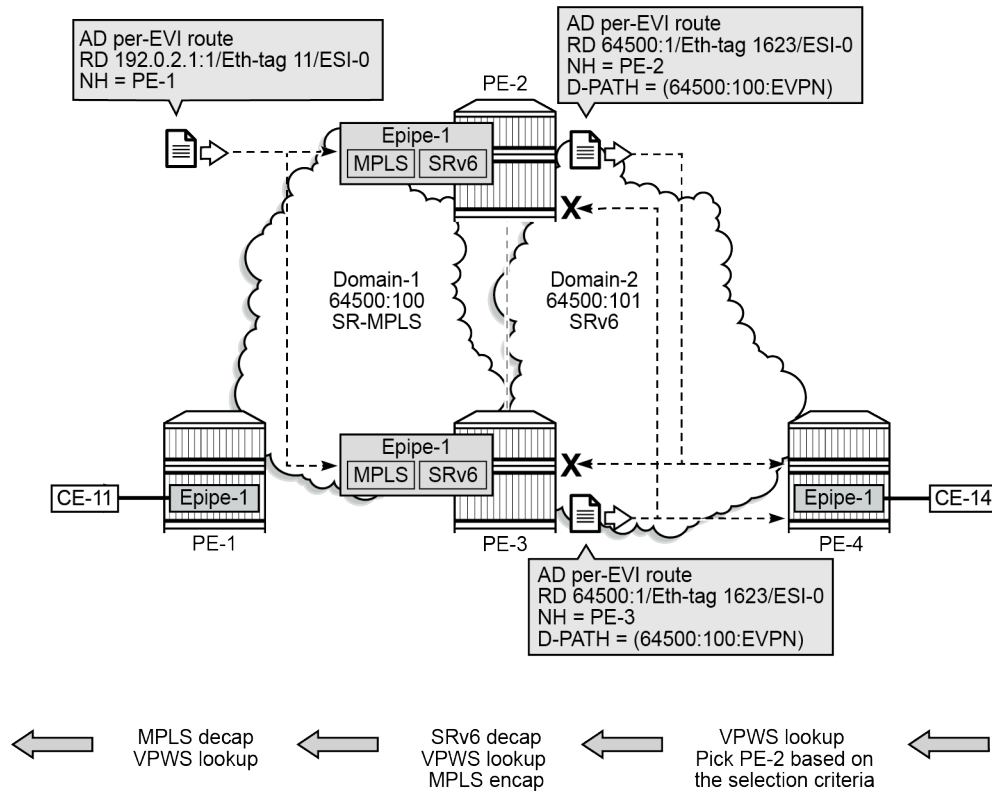 AD per-EVI route
RD 192.0.2.1:1/Eth-tag 11/ESI-0
NH = PE-1
AD per-EVI route
RD 64500:1/Eth-tag 1623/ESI-0
NH = PE-2
D-PATH = (64500:100:EVPN)
PE-2
Epipe-1
MPLS
SRv6
X
Domain-1
64500:100
SR-MPLS
Domain-2
64500:101
SRv6
Epipe-1
MPLS
SRv6
X
CE-11
Epipe-1
PE-1
PE-3
Epipe-1
CE-14
PE-4
AD per-EVI route
RD 64500:1/Eth-tag 1623/ESI-0
NH = PE-3
D-PATH = (64500:100:EVPN)
MPLS decap
VPWS lookup
SRv6 decap
VPWS lookup
MPLS encap
VPWS lookup
Pick PE-2 based on
the selection criteria